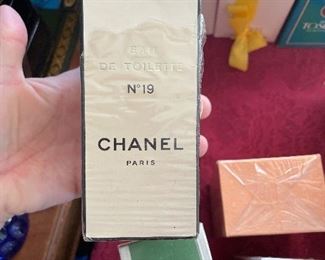 EAU
DE TOILETTE
N°19
CHANEL
PARIS